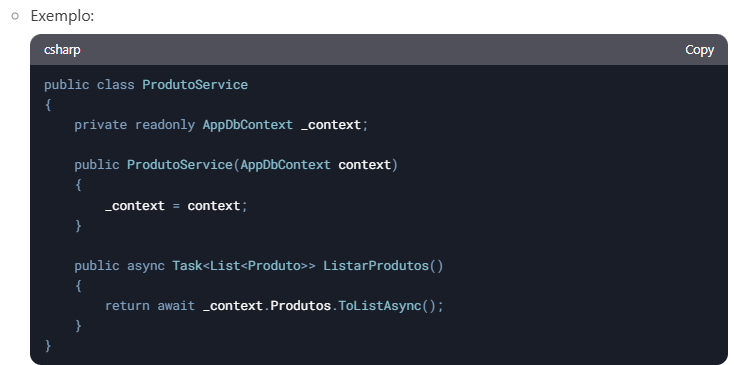 Exemplo:
csharp Copy
public class ProdutoService
{
    private readonly AppDbContext _context;
    public ProdutoService(AppDbContext context)
    {
        _context = context;
    }
    public async Task<List<Produto>> ListarProdutos()
    {
        return await _context.Produtos.ToListAsync();
    }
}